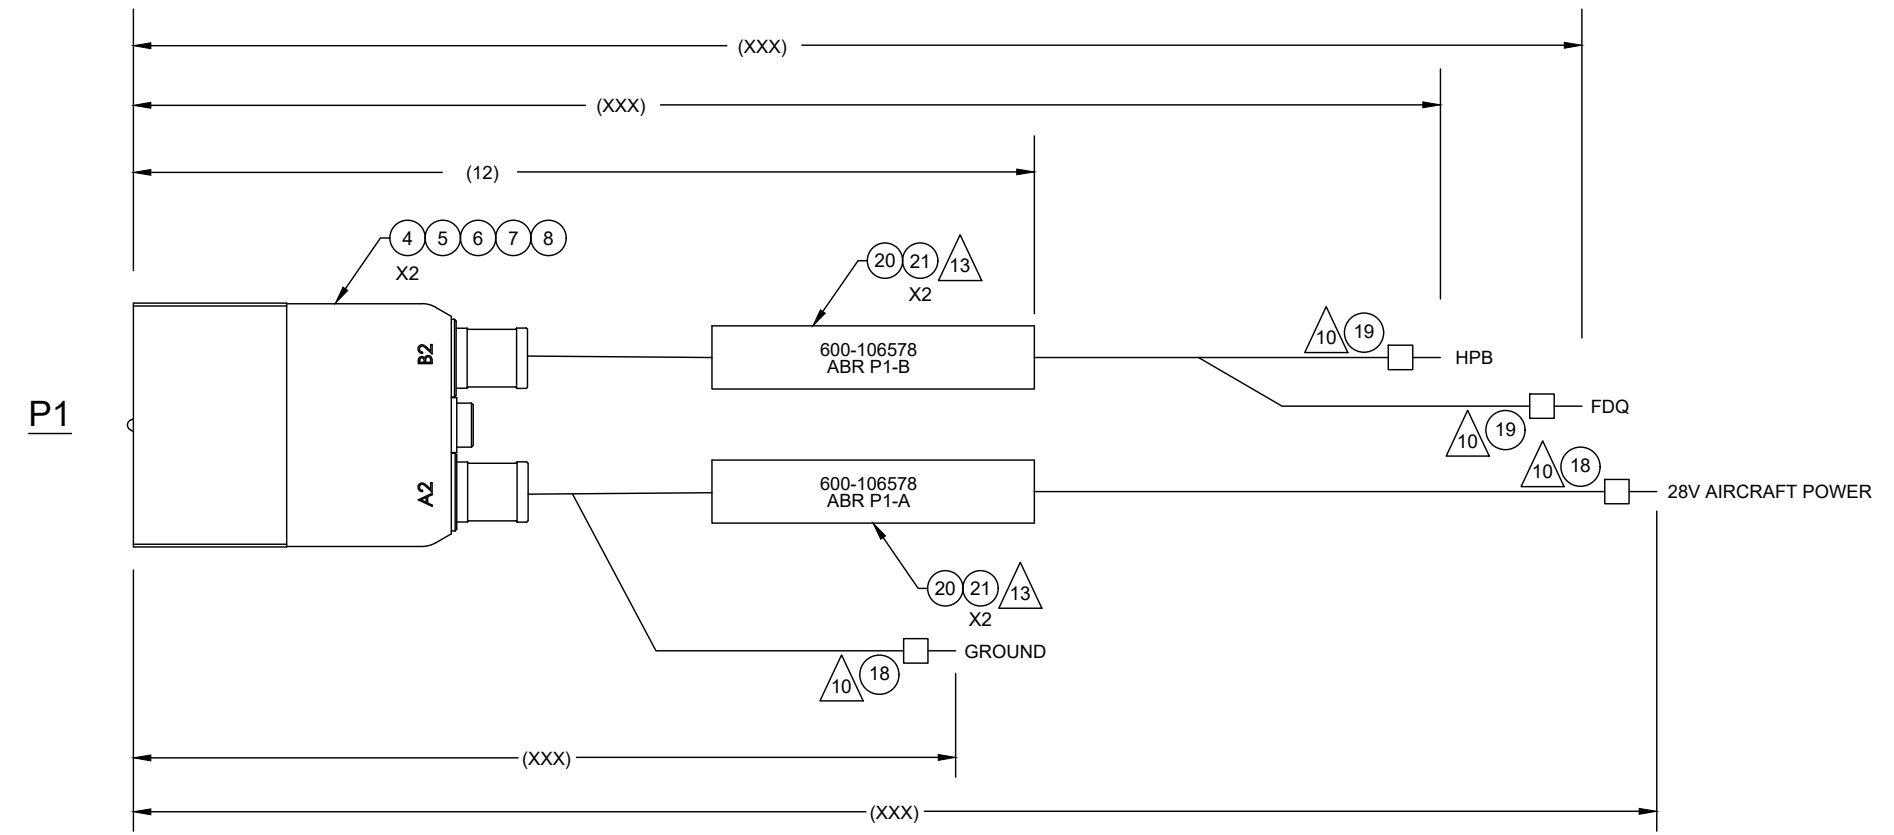 (XXX)
(XXX)
(12)
4 5 6 7 8
X2
20 21 13
X2
B2
600-106578
ABR P1-B
10 19
HPB
FDQ
10 19
P1
A2
600-106578
ABR P1-A
10 18
28V AIRCRAFT POWER
20 21 13
X2
GROUND
10 18
(XXX)
(XXX)